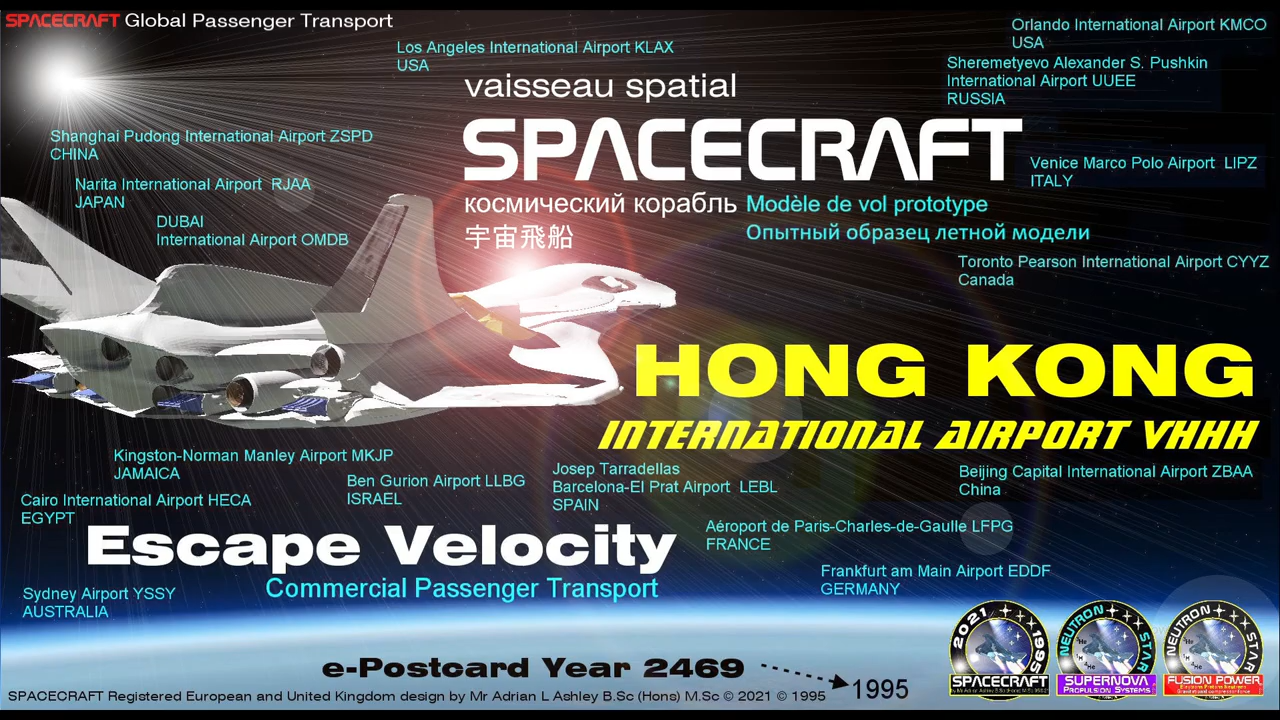 SPACECRAFT Global Passenger Transport
Orlando International Airport KMCO
USA
Los Angeles International Airport KLAX
USA
Sheremetyevo Alexander S. Pushkin
International Airport UUEE
RUSSIA
vaisseau spatial
SPACECRAFT
космический корабль
宇宙飛船
Modèle de vol prototype
Опытный образец летной модели
Shanghai Pudong International Airport ZSPD
CHINA
Narita International Airport RJAA
JAPAN
DUBAI
International Airport OMDB
Venice Marco Polo Airport LIPZ
ITALY
Toronto Pearson International Airport CYYZ
Canada
HONG KONG
INTERNATIONAL AIRPORT VHHH
Kingston-Norman Manley Airport MKJP
JAMAICA
Ben Gurion Airport LLBG
ISRAEL
Josep Tarradellas
Barcelona-El Prat Airport LEBL
SPAIN
Beijing Capital International Airport ZBAA
China
Cairo International Airport HECA
EGYPT
Aéroport de Paris-Charles-de-Gaulle LFPG
FRANCE
Escape Velocity
Commercial Passenger Transport
Frankfurt am Main Airport EDDF
GERMANY
Sydney Airport YSSY
AUSTRALIA
e-Postcard Year 2469
1995
SPACECRAFT Registered European and United Kingdom design by Mr Adrian L. Ashley B.Sc (Hons) M.Sc © 2021 © 1995
2021 1995
SPACECRAFT
NEUTRON STAR
SUPERNOVA
PROPULSION SYSTEMS
NEUTRON STAR
FUSION POWER